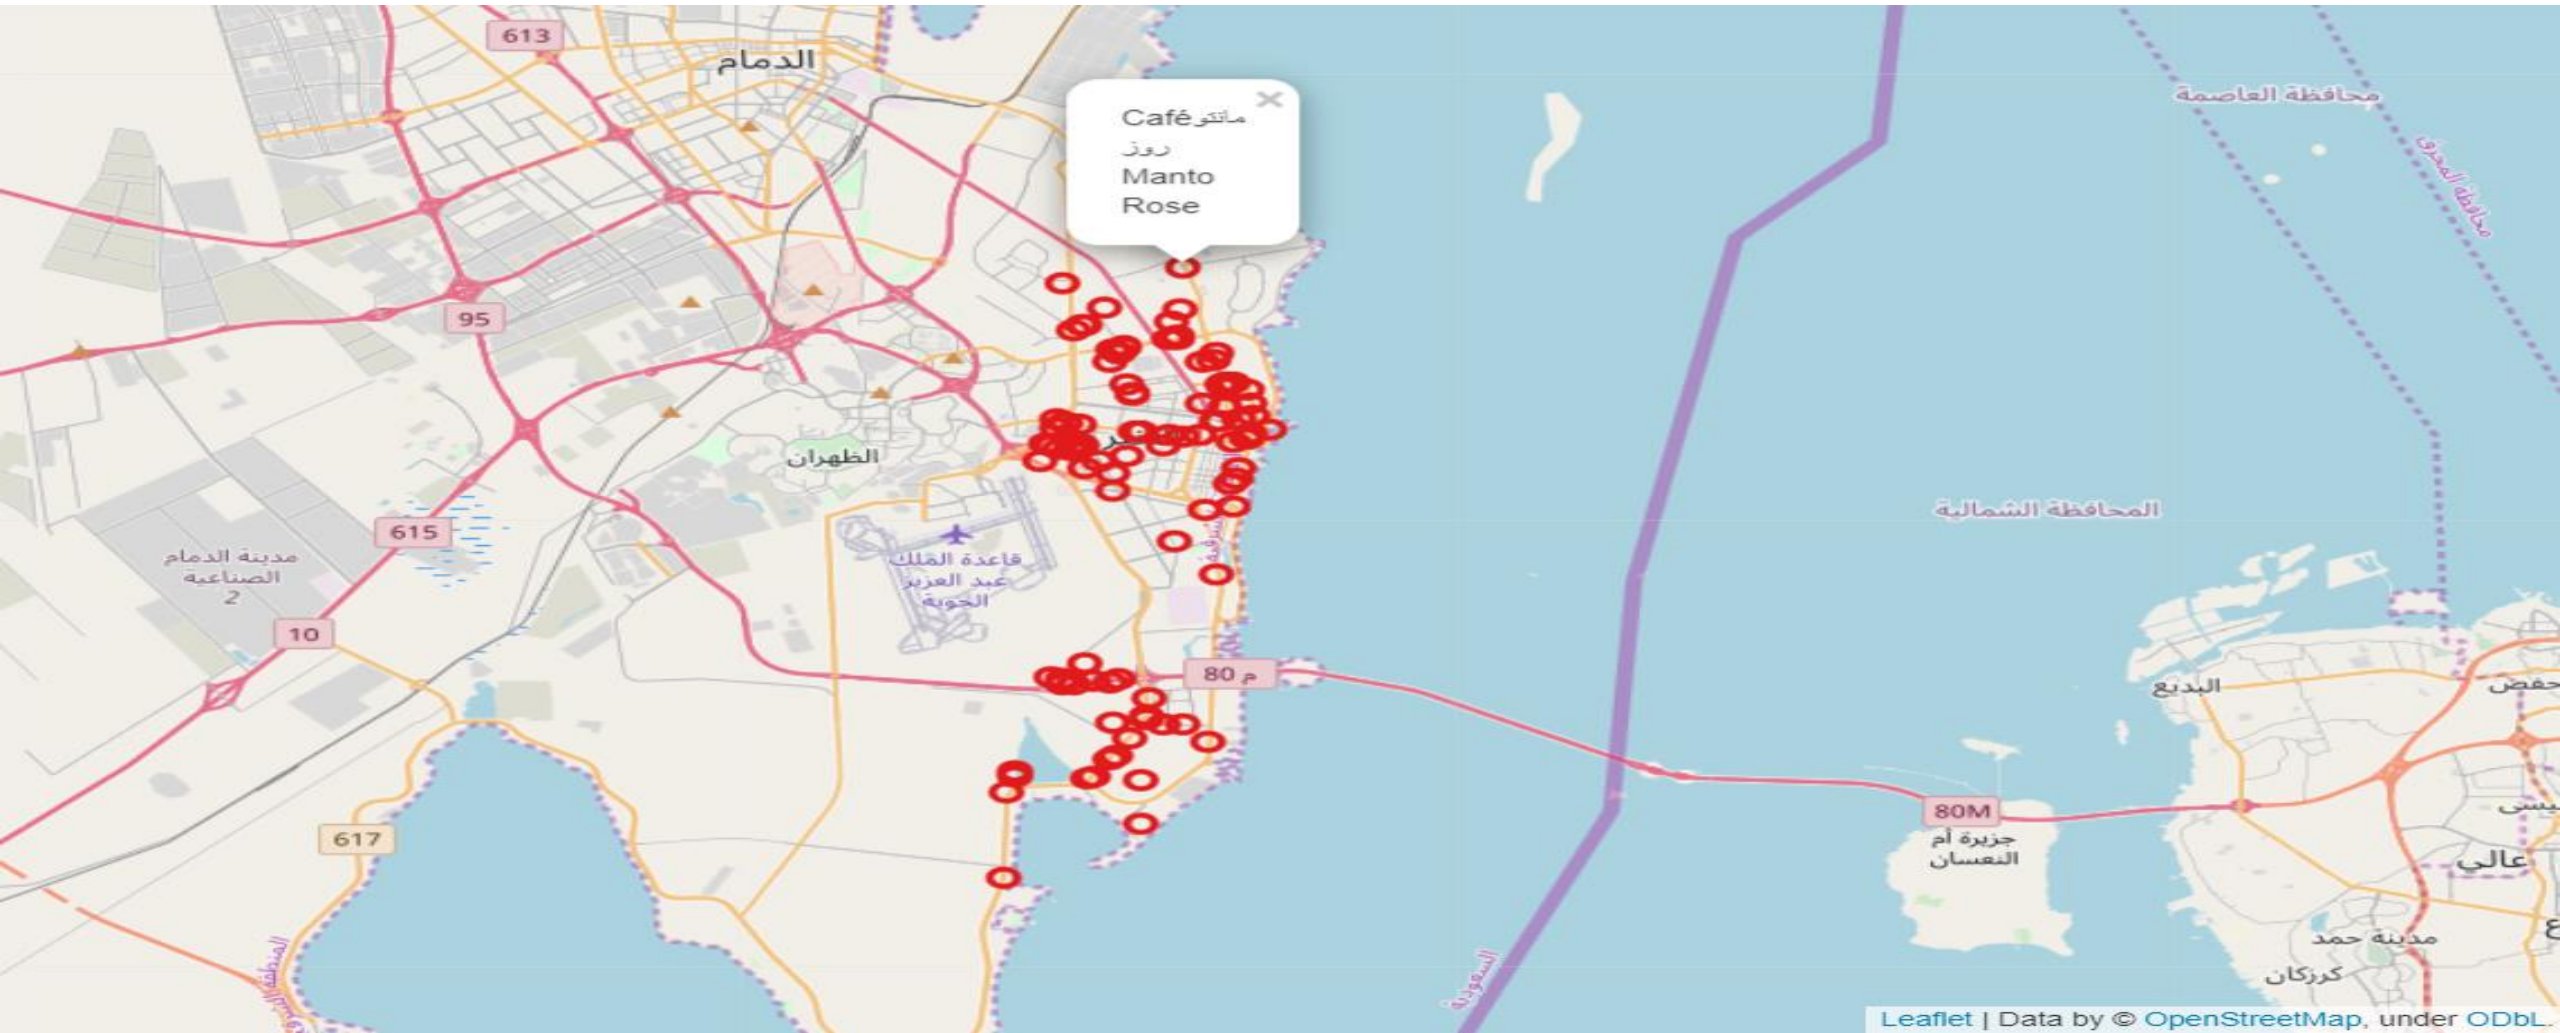 613
الدمام
محافظة العاصمة
Caféمانتو
روز
Manto
Rose
محافظة المحرق
95
الظهران
المحافظة الشمالية
615
قاعدة الملك
عبد العزيز
الجوية
مدينة الدمام
الصناعية
2
10
80 م
البديع
80M
جزيرة أم
النعسان
617
عالي
مدينة حمد
كرزكان
السعودية
Leaflet | Data by © OpenStreetMap, under ODbL.